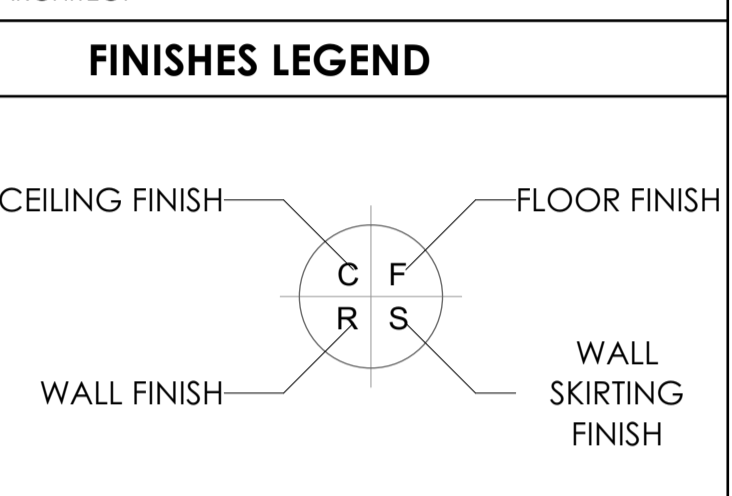 FINISHES LEGEND
CEILING FINISH
FLOOR FINISH
C F
R S
WALL FINISH
WALL
SKIRTING
FINISH